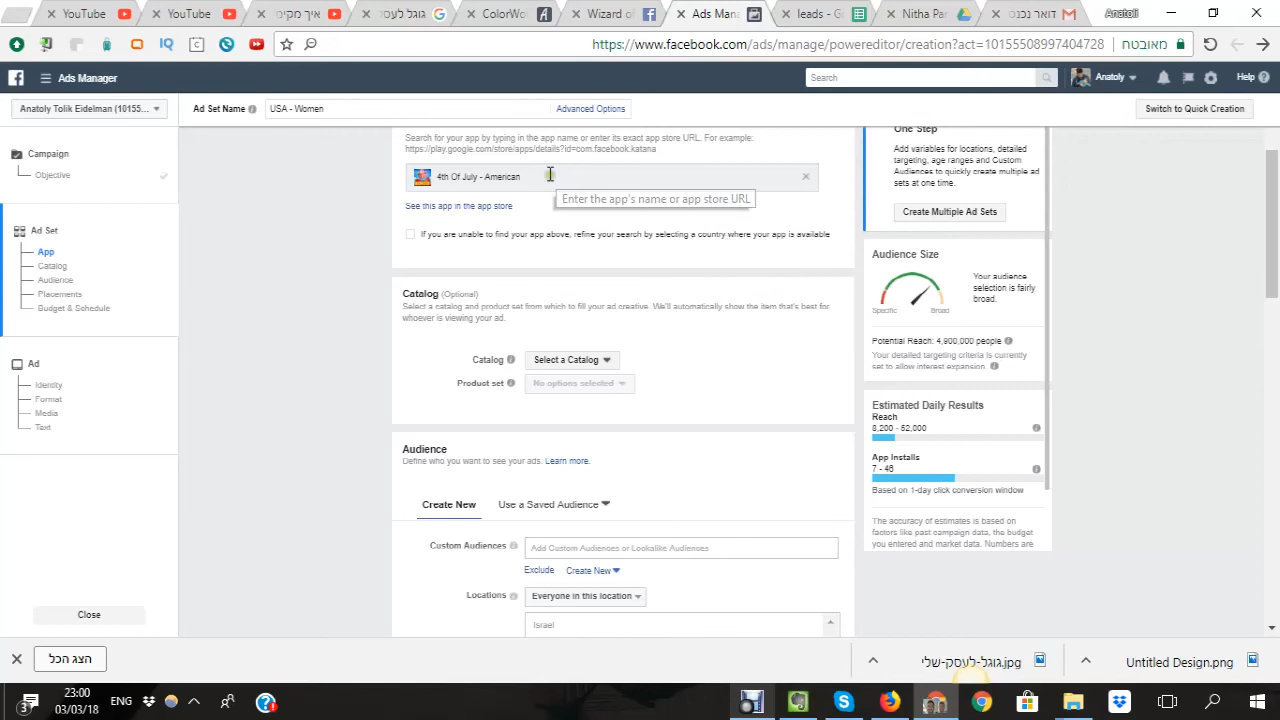 YouTube
YouTube
איך מקימ
גוגל לעסק
ColorWo
Wizard of
Ads Man
leads - G
Nitha Par
דואר נכנס
Anatoli
https://www.facebook.com/ads/manage/powereditor/creation?act=10155508997404728
מאובטח
Ads Manager
Search
Anatoly
Help
Anatoly Tolik Eidelman (10155...
Ad Set Name
USA - Women
Advanced Options
Switch to Quick Creation
Campaign
Objective
Ad Set
App
Catalog
Audience
Placements
Budget & Schedule
Ad
Identity
Format
Media
Text
Close
Search for your app by typing in the app name or enter its exact app store URL. For example:
https://play.google.com/store/apps/details?id=com.facebook.katana
4th Of July - American
Enter the app's name or app store URL
See this app in the app store
If you are unable to find your app above, refine your search by selecting a country where your app is available
Catalog (Optional)
Select a catalog and product set from which to fill your ad creative. We'll automatically show the item that's best for
whoever is viewing your ad.
Catalog
Select a Catalog
Product set
No options selected
Audience
Define who you want to see your ads. Learn more.
Create New
Use a Saved Audience
Custom Audiences
Add Custom Audiences or Lookalike Audiences
Exclude
Create New
Locations
Everyone in this location
Israel
One Step
Add variables for locations, detailed
targeting, age ranges and Custom
Audiences to quickly create multiple ad
sets at one time.
Create Multiple Ad Sets
Audience Size
Your audience
selection is fairly
broad.
Specific
Broad
Potential Reach: 4,900,000 people
Your detailed targeting criteria is currently
set to allow interest expansion.
Estimated Daily Results
Reach
8,200 - 52,000
App Installs
7 - 46
Based on 1-day click conversion window
The accuracy of estimates is based on
factors like past campaign data, the budget
you entered and market data. Numbers are
הצג הכל
גוגל-לעסק-שלי.jpg
Untitled Design.png
3
23:00
03/03/18
ENG